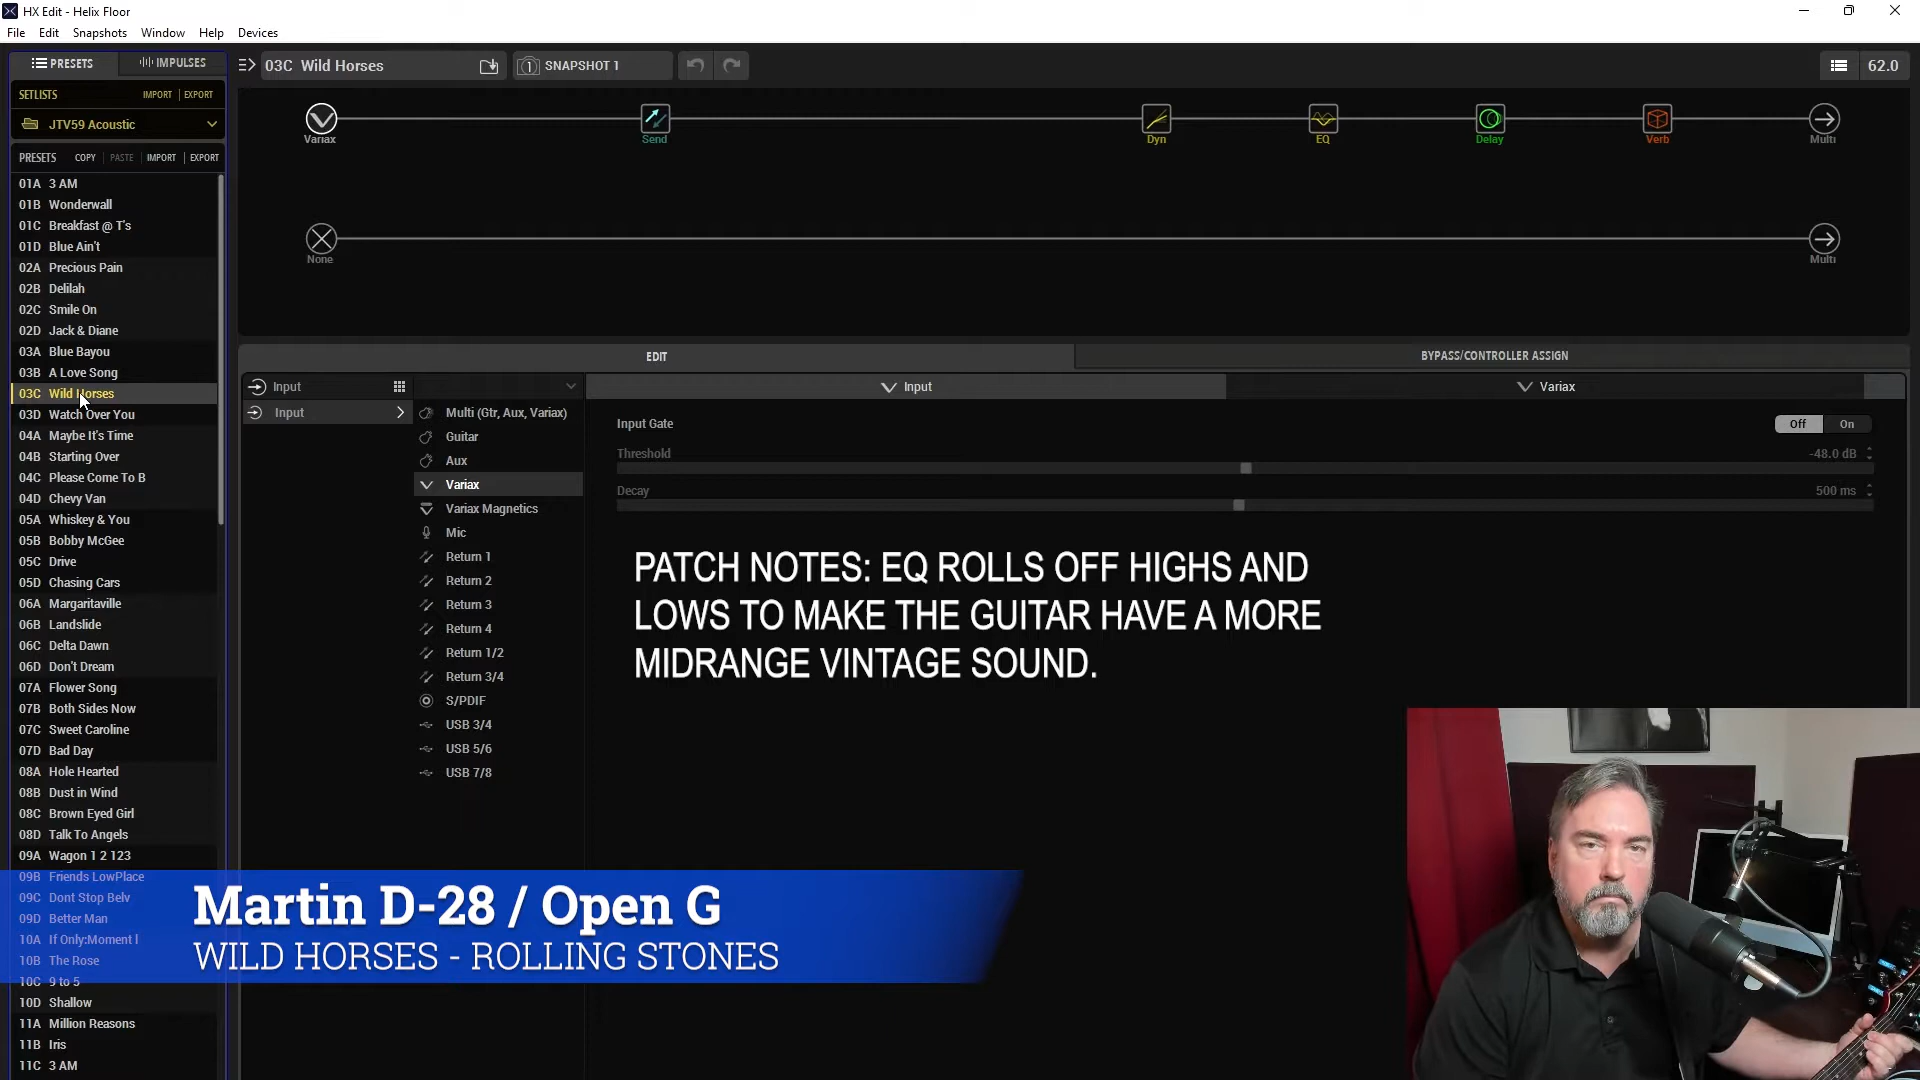 HX Edit - Helix Floor
File Edit Snapshots Window Help Devices
PRESETS IMPULSES
03C Wild Horses
1 SNAPSHOT 1
62.0
SETLISTS IMPORT | EXPORT
JTV59 Acoustic
PRESETS COPY | PASTE | IMPORT | EXPORT
01A 3 AM
01B Wonderwall
01C Breakfast @ T's
01D Blue Ain't
02A Precious Pain
02B Delilah
02C Smile On
02D Jack & Diane
03A Blue Bayou
03B A Love Song
03C Wild Horses
03D Watch Over You
04A Maybe It's Time
04B Starting Over
04C Please Come To B
04D Chevy Van
05A Whiskey & You
05B Bobby McGee
05C Drive
05D Chasing Cars
06A Margaritaville
06B Landslide
06C Delta Dawn
06D Don't Dream
07A Flower Song
07B Both Sides Now
07C Sweet Caroline
07D Bad Day
08A Hole Hearted
08B Dust in Wind
08C Brown Eyed Girl
08D Talk To Angels
09A Wagon 1 2 123
09B Friends LowPlace
09C Dont Stop Belv
09D Better Man
10A If Only:Moment I
10B The Rose
10C 9 to 5
10D Shallow
11A Million Reasons
11B Iris
11C 3 AM
Variax Send Dyn EQ Delay Verb Multi
None Multi
EDIT BYPASS/CONTROLLER ASSIGN
Input
Input
Multi (Gtr, Aux, Variax)
Guitar
Aux
Variax
Variax Magnetics
Mic
Return 1
Return 2
Return 3
Return 4
Return 1/2
Return 3/4
S/PDIF
USB 3/4
USB 5/6
USB 7/8
Input Variax
Input Gate Off On
Threshold -48.0 dB
Decay 500 ms
PATCH NOTES: EQ ROLLS OFF HIGHS AND
LOWS TO MAKE THE GUITAR HAVE A MORE
MIDRANGE VINTAGE SOUND.
Martin D-28 / Open G
WILD HORSES - ROLLING STONES